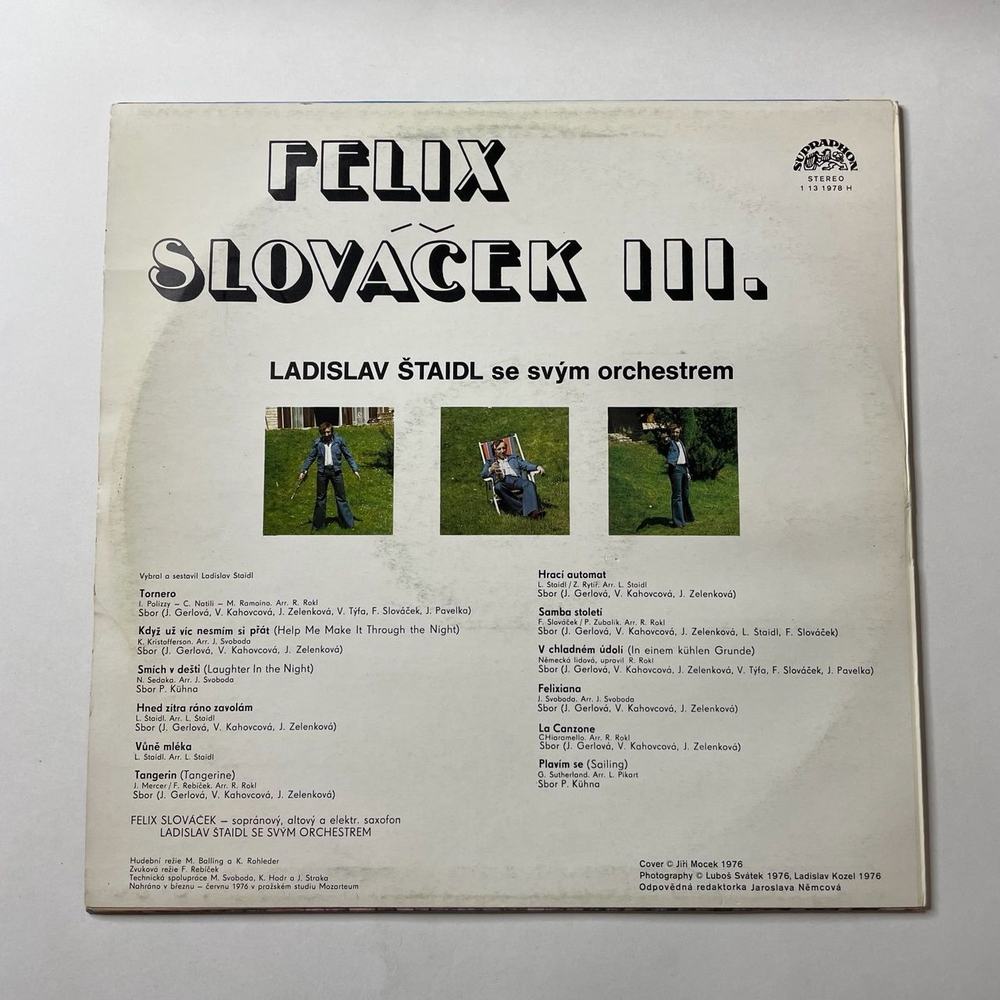 FELIX
SLOVÁČEK III.
SUPRAPHON
STEREO
1 13 1978 H
LADISLAV ŠTAIDL se svým orchestrem
Vybral a sestavil Ladislav Štaidl
Tornero
I. Polizzy – C. Natili – M. Ramoino. Arr. R. Rokl
Sbor (J. Gerlová, V. Kahovcová, J. Zelenková, V. Týfa, F. Slováček, J. Pavelka)
Když už víc nesmím si přát (Help Me Make It Through the Night)
K. Kristofferson. Arr. J. Svoboda
Sbor (J. Gerlová, V. Kahovcová, J. Zelenková)
Smích v dešti (Laughter In the Night)
N. Sedaka. Arr. J. Svoboda
Sbor P. Kühna
Hned zítra ráno zavolám
L. Štaidl. Arr. L. Štaidl
Sbor (J. Gerlová, V. Kahovcová, J. Zelenková)
Vůně mléka
L. Štaidl. Arr. L. Štaidl
Tangerin (Tangerine)
J. Mercer / F. Rebíček. Arr. R. Rokl
Sbor (J. Gerlová, V. Kahovcová, J. Zelenková)
FELIX SLOVÁČEK – sopránový, altový a elektr. saxofon
LADISLAV ŠTAIDL SE SVÝM ORCHESTREM
Hudební režie M. Balling a K. Rohleder
Zvuková režie F. Řebíček
Technická spolupráce M. Svoboda, K. Hodr a J. Straka
Nahráno v březnu – červnu 1976 v pražském studiu Mozarteum
Hrací automat
L. Štaidl / Z. Rytíř. Arr. L. Štaidl
Sbor (J. Gerlová, V. Kahovcová, J. Zelenková)
Samba století
F. Slováček / P. Zubalík. Arr. R. Rokl
Sbor (J. Gerlová, V. Kahovcová, J. Zelenková, L. Štaidl, F. Slováček)
V chladném údolí (In einem kühlen Grunde)
Německá lidová, upravil R. Rokl
Sbor (J. Gerlová, V. Kahovcová, J. Zelenková, V. Týfa, F. Slováček, J. Pavelka)
Felixiana
J. Svoboda. Arr. J. Svoboda
Sbor (J. Gerlová, V. Kahovcová, J. Zelenková)
La Canzone
CHiaramello. Arr. R. Rokl
Sbor (J. Gerlová, V. Kahovcová, J. Zelenková)
Plavím se (Sailing)
G. Sutherland. Arr. L. Pikart
Sbor P. Kühna
Cover © Jiří Mocek 1976
Photography © Luboš Svátek 1976, Ladislav Kozel 1976
Odpovědná redaktorka Jaroslava Němcová